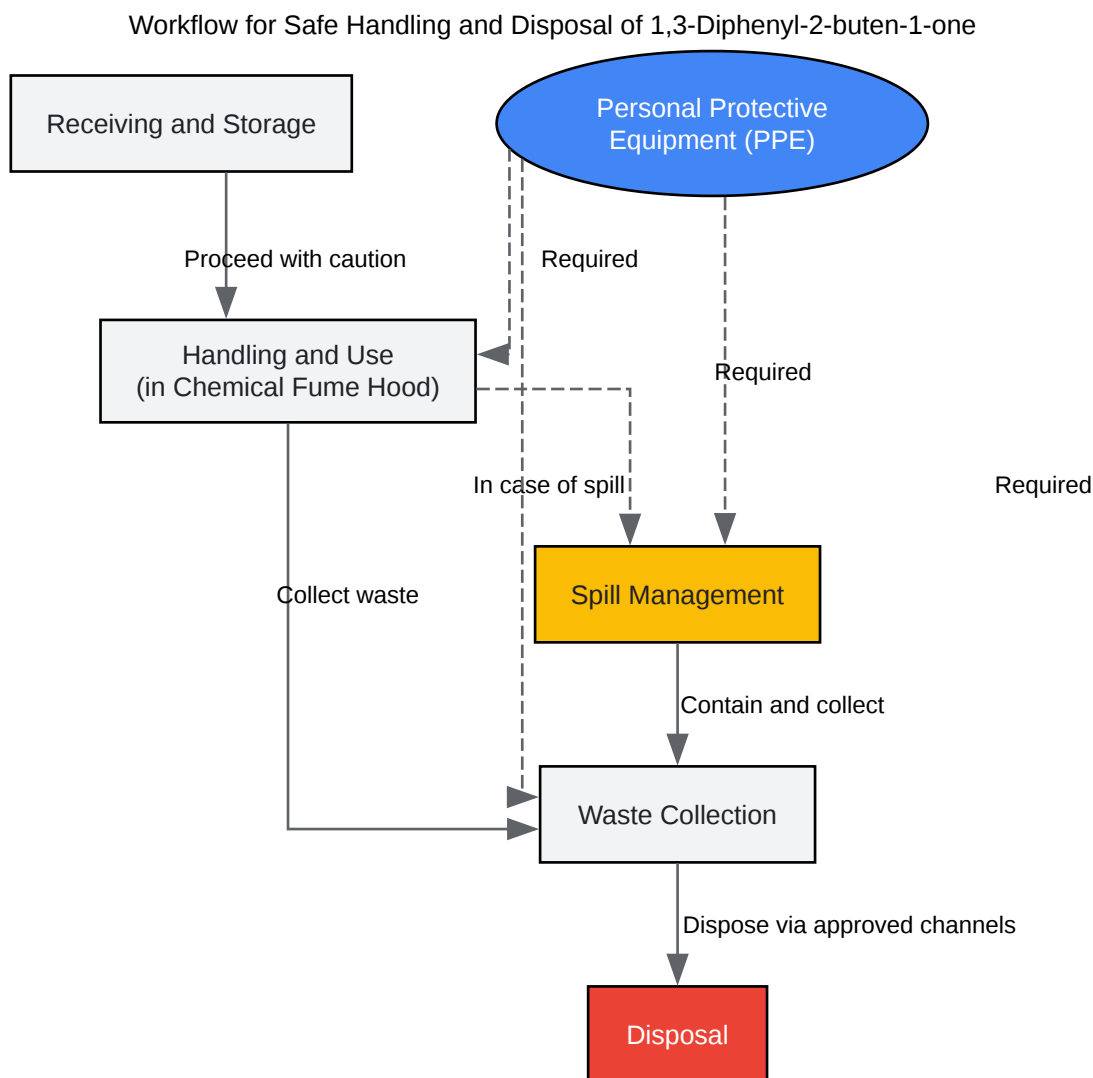 Workflow for Safe Handling and Disposal of 1,3-Diphenyl-2-buten-1-one
Receiving and Storage
Personal Protective
Equipment (PPE)
Proceed with caution
Required
Handling and Use
(in Chemical Fume Hood)
Required
In case of spill
Required
Collect waste
Spill Management
Contain and collect
Waste Collection
Dispose via approved channels
Disposal